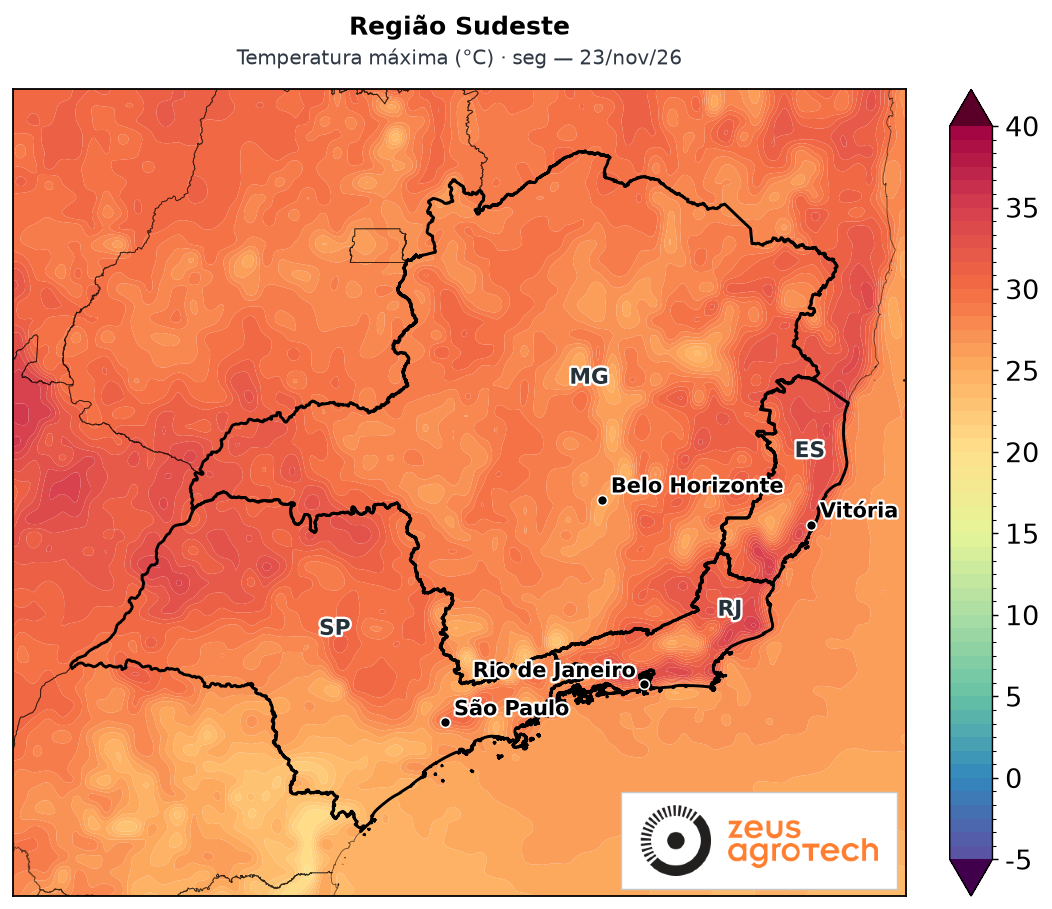 Região Sudeste
Temperatura máxima (°C) · seg — 23/nov/26
40
35
30
25
20
15
10
5
0
-5
MG
ES
Belo Horizonte
Vitória
RJ
SP
Rio de Janeiro
São Paulo
zeus
agrotech